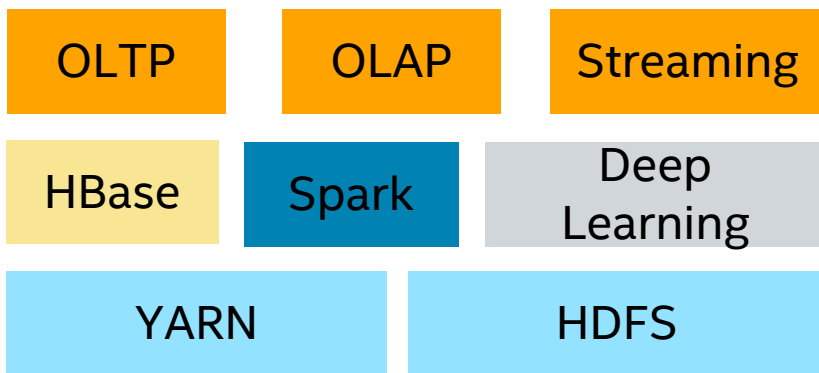 OLTP
OLAP
Streaming
HBase
Spark
Deep
Learning
YARN
HDFS